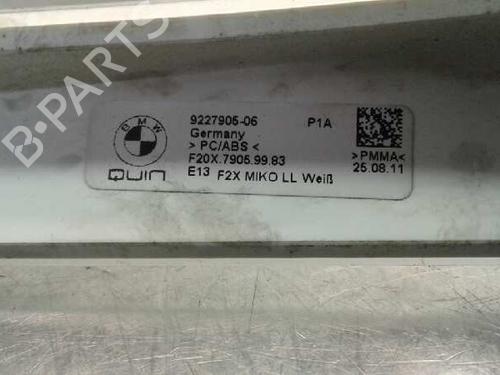 BMW
QUIN
9227905-06 P1A
Germany
> PC/ABS <
F20X.7905.99.83 >PMMA<
E13 F2X MIKO LL Weiß 25.08.11
B-PARTS